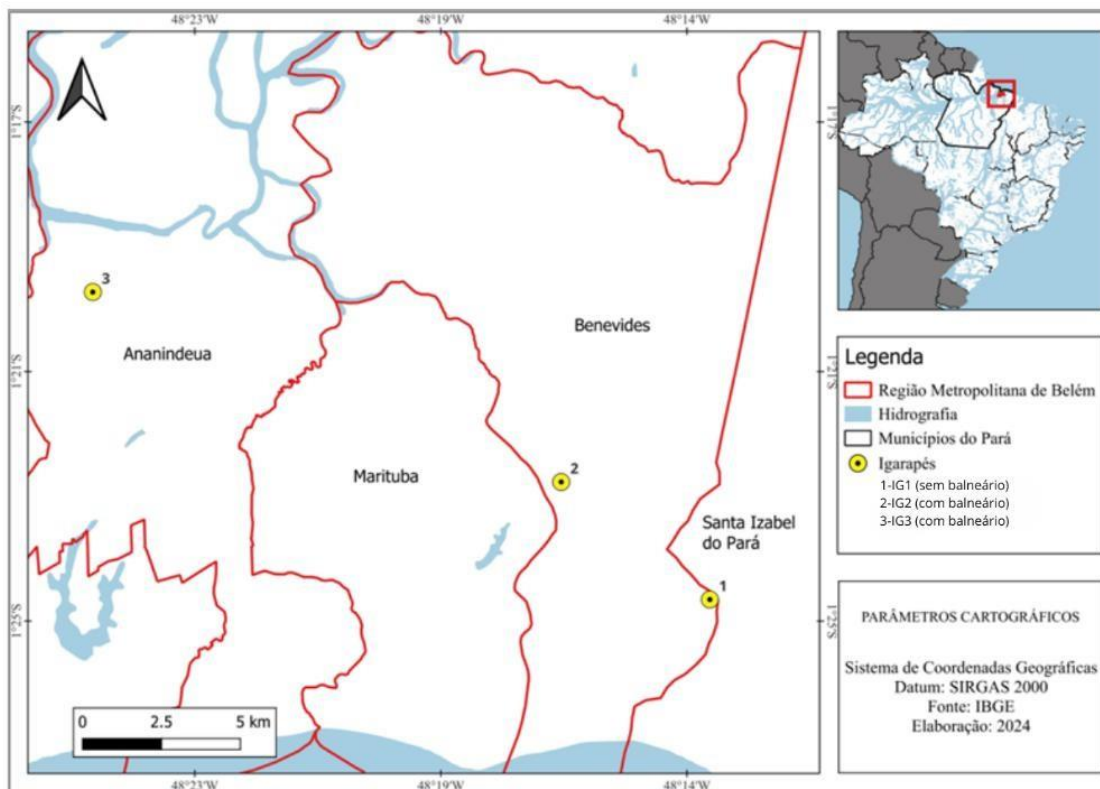 48°23'W
48°19'W
48°14'W
1°17'S
1°17'S
3
Benevides
Ananindeua
1°21'S
1°21'S
2
Marituba
Santa Izabel
do Pará
1
1°25'S
1°25'S
0
2.5
5 km
48°23'W
48°19'W
48°14'W
Legenda
Região Metropolitana de Belém
Hidrografia
Municípios do Pará
Igarapés
1-IG1 (sem balneário)
2-IG2 (com balneário)
3-IG3 (com balneário)
PARÂMETROS CARTOGRÁFICOS
Sistema de Coordenadas Geográficas
Datum: SIRGAS 2000
Fonte: IBGE
Elaboração: 2024